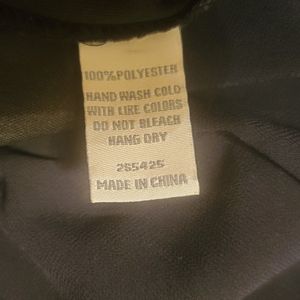 100% POLYESTER
HAND WASH COLD
WITH LIKE COLORS
DO NOT BLEACH
HANG DRY
265425
MADE IN CHINA